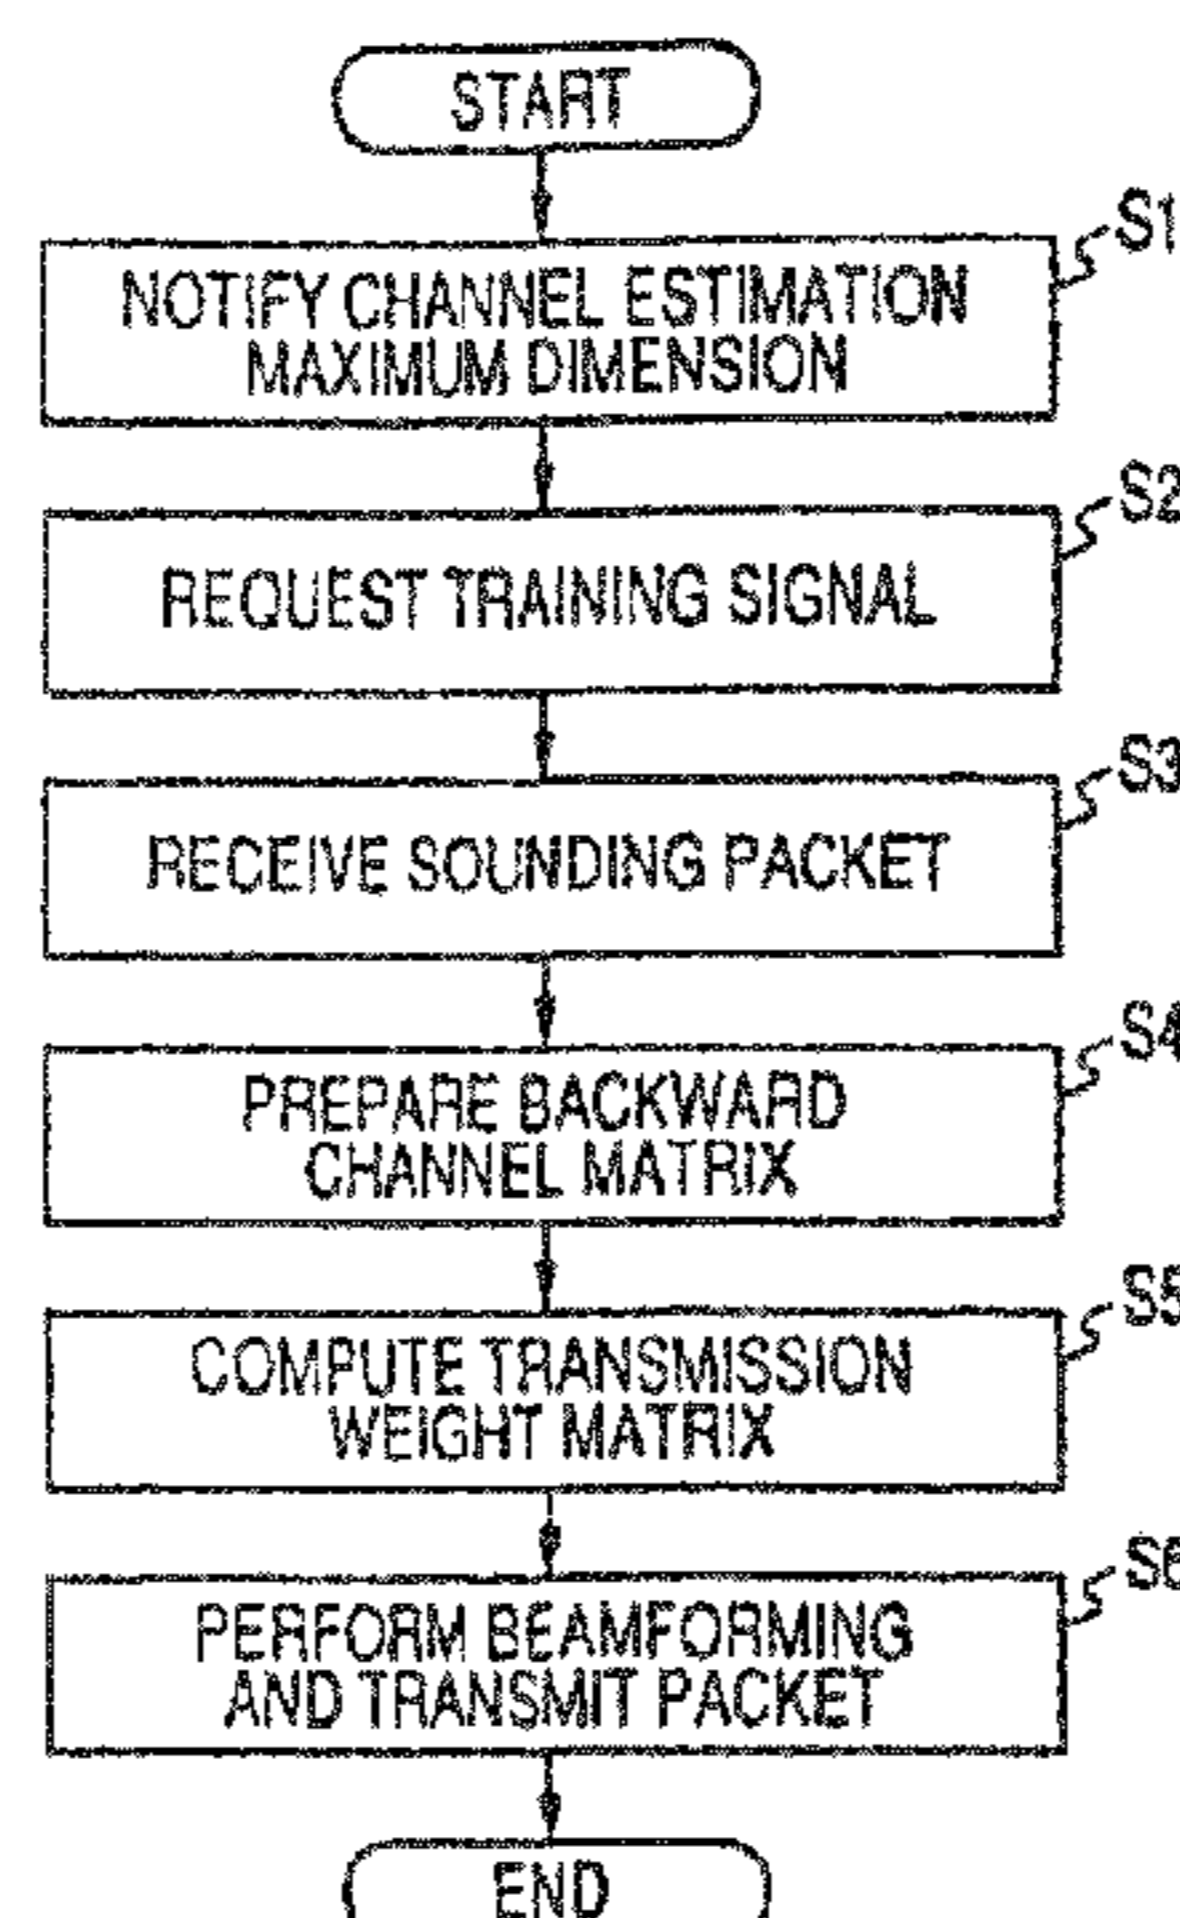 START
S1
NOTIFY CHANNEL ESTIMATION
MAXIMUM DIMENSION
S2
REQUEST TRAINING SIGNAL
S3
RECEIVE SOUNDING PACKET
S4
PREPARE BACKWARD
CHANNEL MATRIX
S5
COMPUTE TRANSMISSION
WEIGHT MATRIX
S6
PERFORM BEAMFORMING
AND TRANSMIT PACKET
END